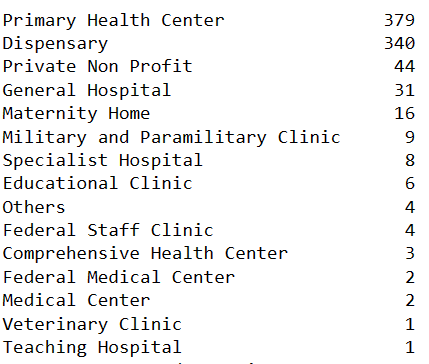 Primary Health Center 379
Dispensary 340
Private Non Profit 44
General Hospital 31
Maternity Home 16
Military and Paramilitary Clinic 9
Specialist Hospital 8
Educational Clinic 6
Others 4
Federal Staff Clinic 4
Comprehensive Health Center 3
Federal Medical Center 2
Medical Center 2
Veterinary Clinic 1
Teaching Hospital 1